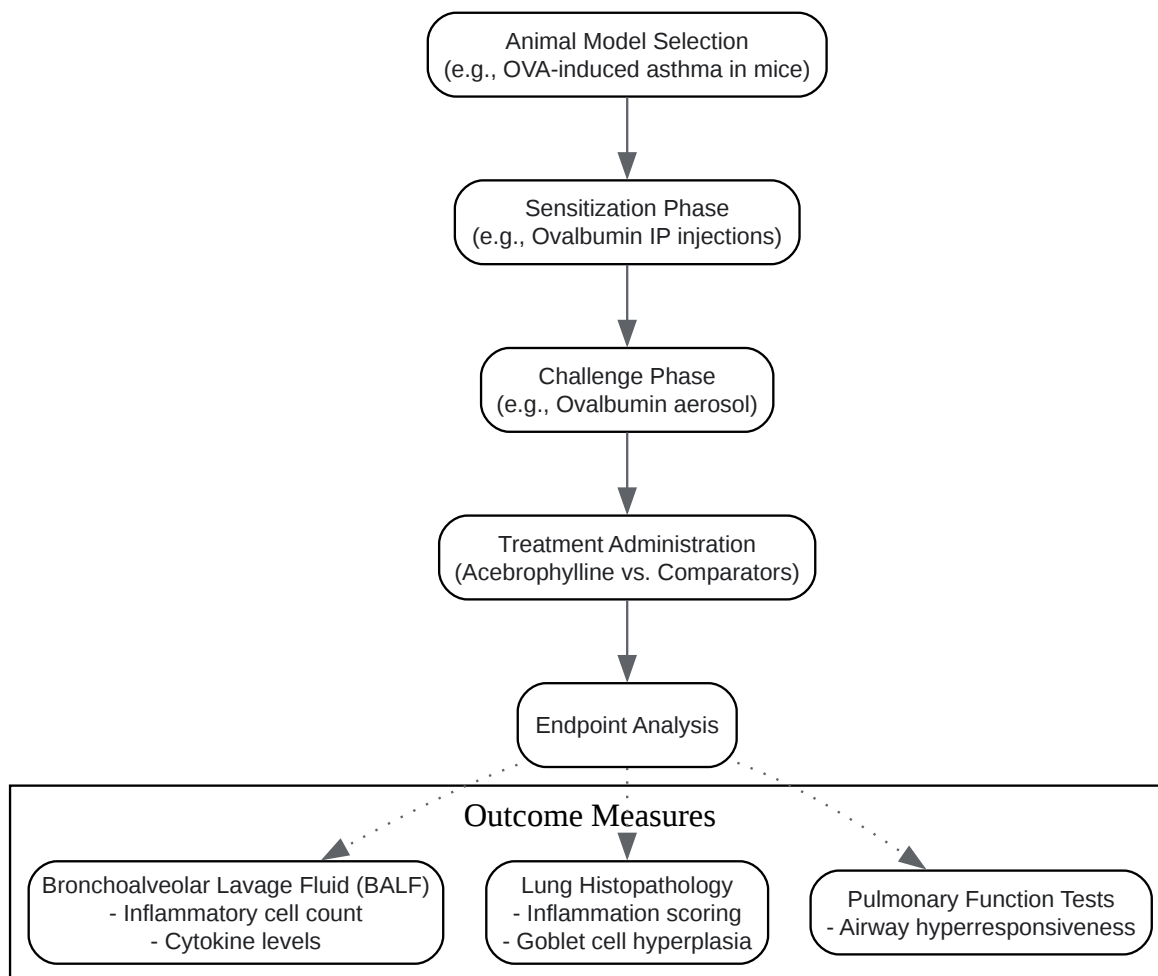 Animal Model Selection
(e.g., OVA-induced asthma in mice)
Sensitization Phase
(e.g., Ovalbumin IP injections)
Challenge Phase
(e.g., Ovalbumin aerosol)
Treatment Administration
(Acebrophylline vs. Comparators)
Endpoint Analysis
Outcome Measures
Bronchoalveolar Lavage Fluid (BALF)
- Inflammatory cell count
- Cytokine levels
Lung Histopathology
- Inflammation scoring
- Goblet cell hyperplasia
Pulmonary Function Tests
- Airway hyperresponsiveness